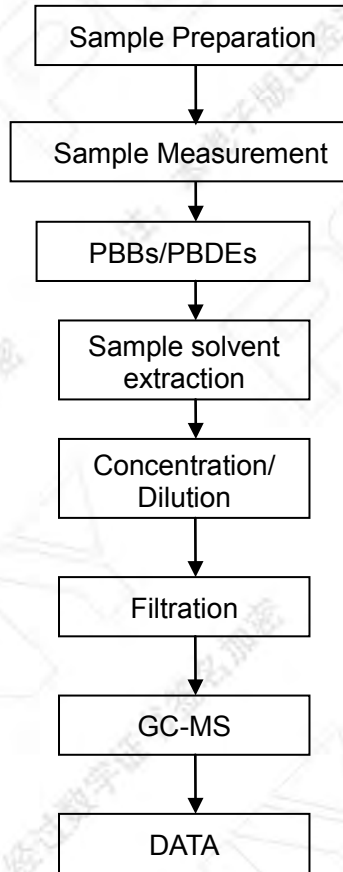 Sample Preparation
Sample Measurement
PBBs/PBDEs
Sample solvent
extraction
Concentration/
Dilution
Filtration
GC-MS
DATA